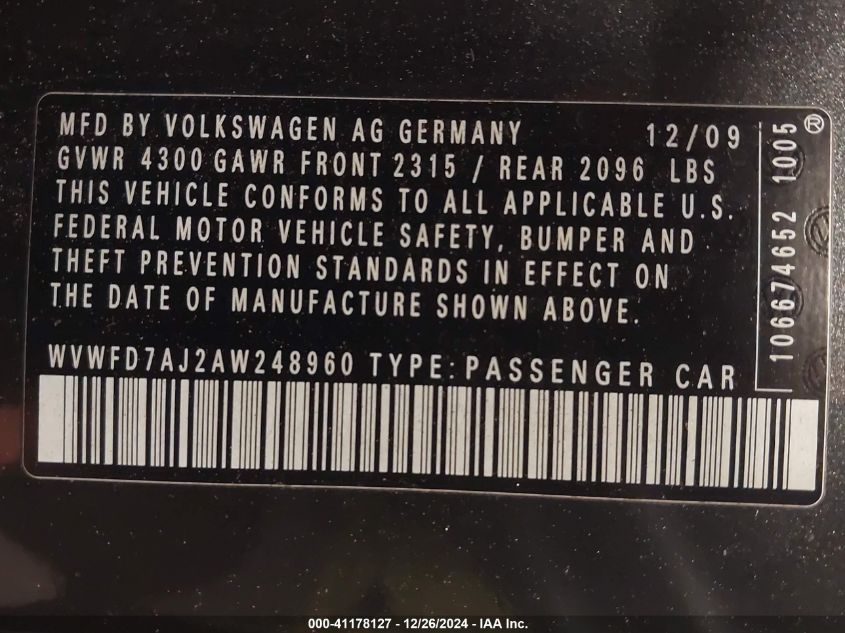 MFD BY VOLKSWAGEN AG GERMANY 12/09
GVWR 4300 GAWR FRONT 2315 / REAR 2096 LBS
THIS VEHICLE CONFORMS TO ALL APPLICABLE U.S.
FEDERAL MOTOR VEHICLE SAFETY, BUMPER AND
THEFT PREVENTION STANDARDS IN EFFECT ON
THE DATE OF MANUFACTURE SHOWN ABOVE.
WVWFD7AJ2AW248960 TYPE:PASSENGER CAR
106674652 1005 ®
000-41178127 - 12/26/2024 - IAA Inc.